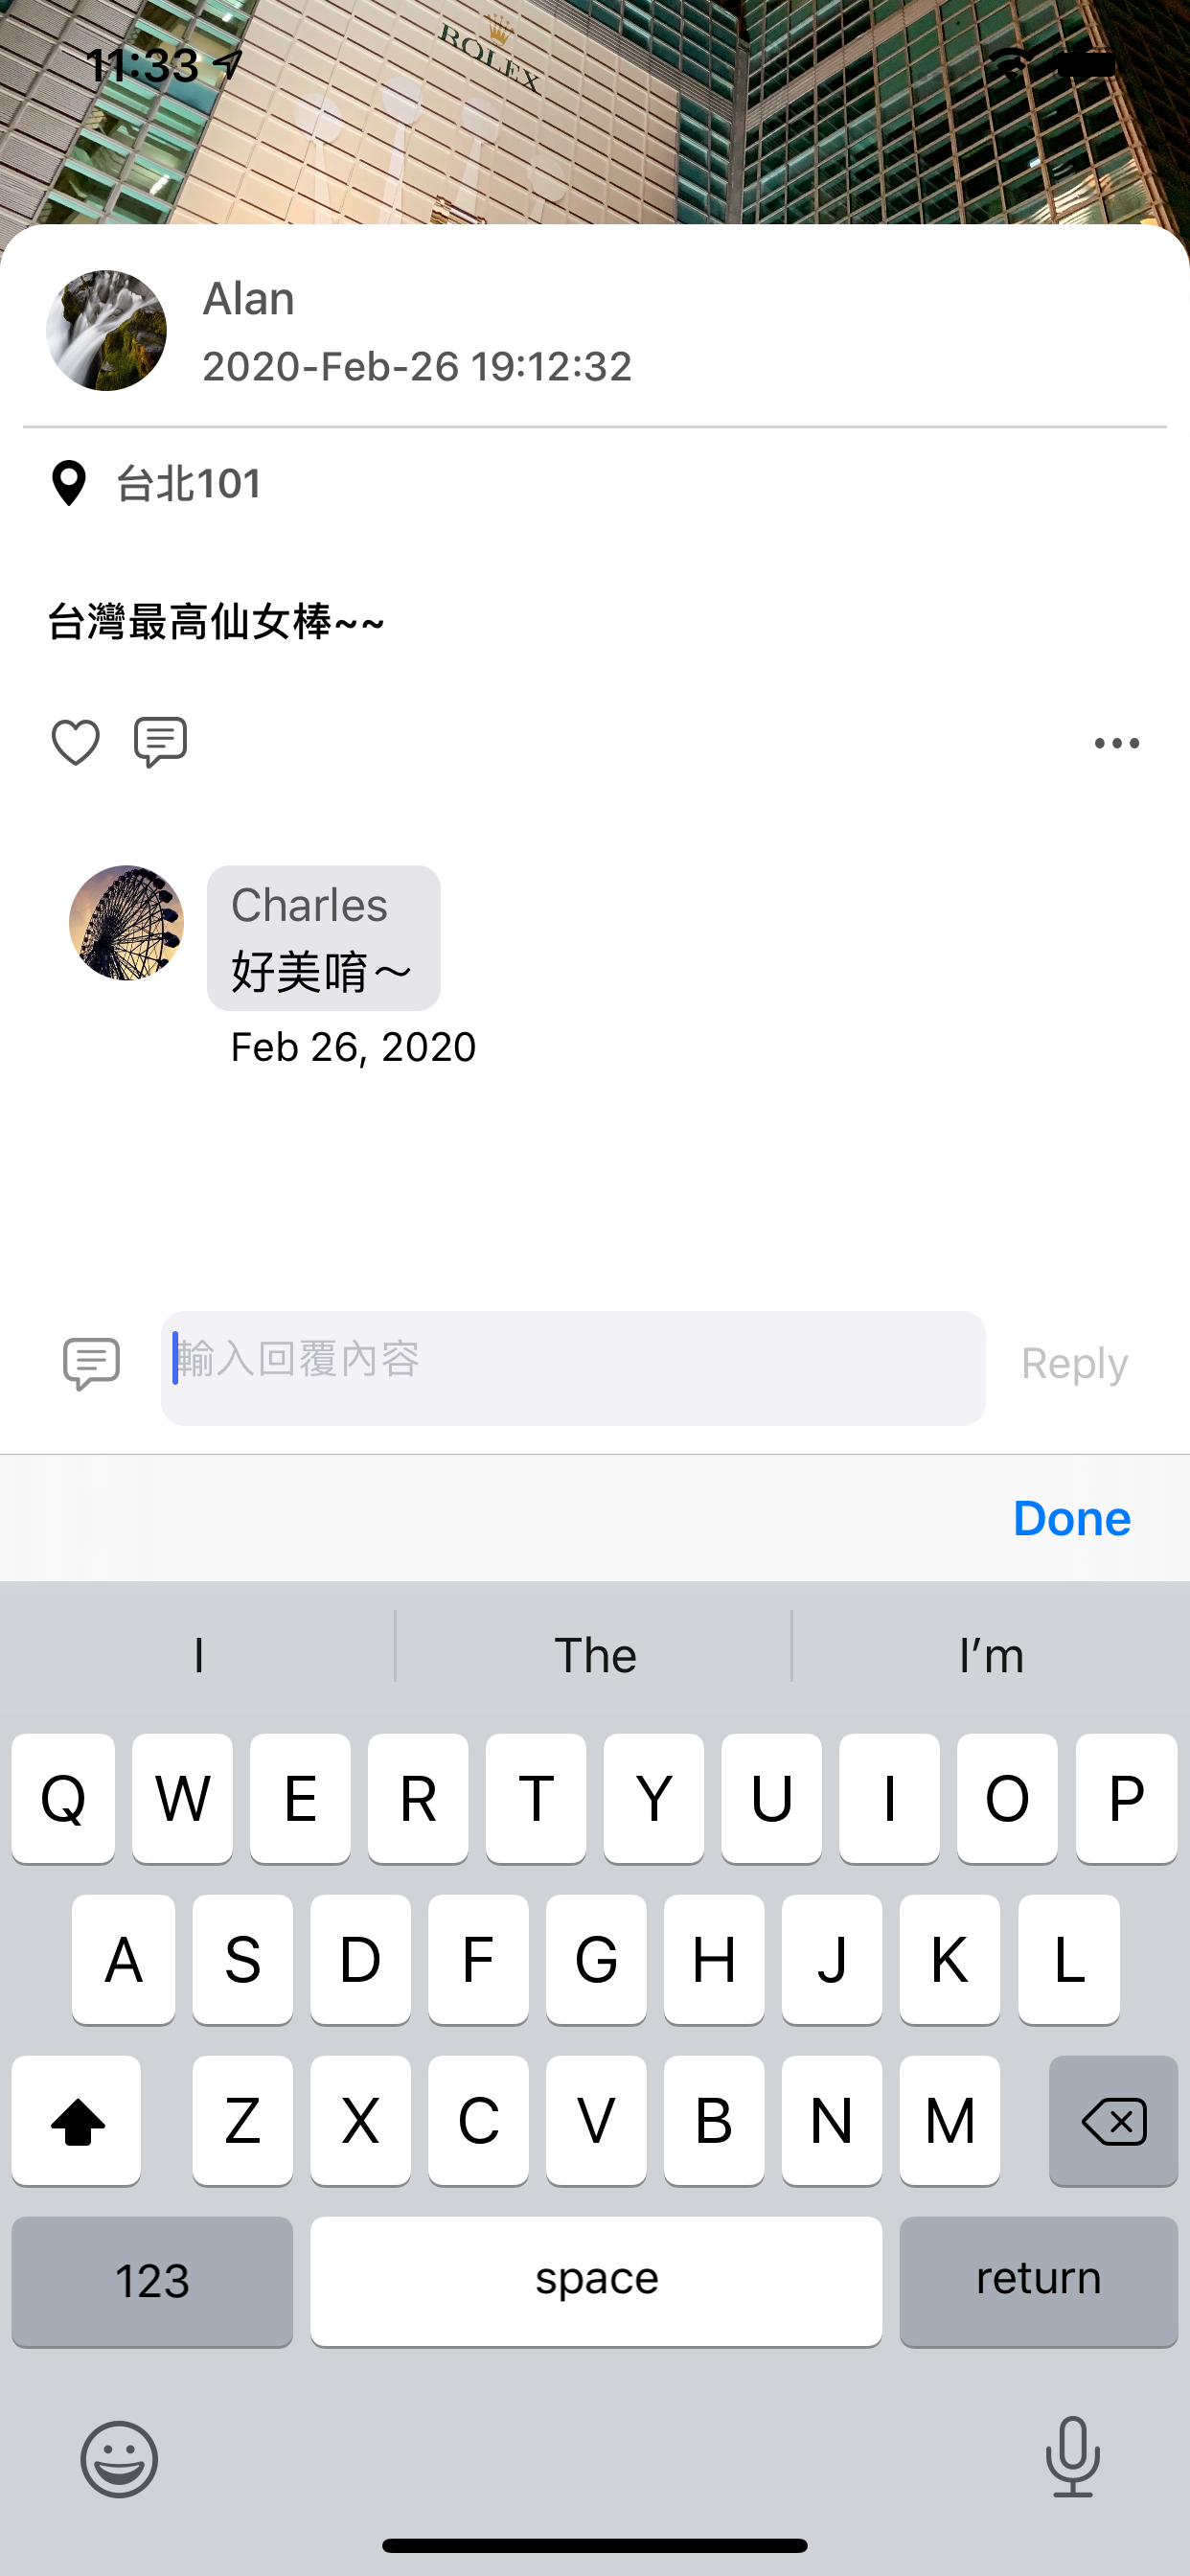 ROLEX
11:33
Alan
2020-Feb-26 19:12:32
台北101
台灣最高仙女棒~~
Charles
好美唷～
Feb 26, 2020
輸入回覆內容
Reply
Done
I
The
I’m
Q W E R T Y U I O P
A S D F G H J K L
Z X C V B N M
123
space
return